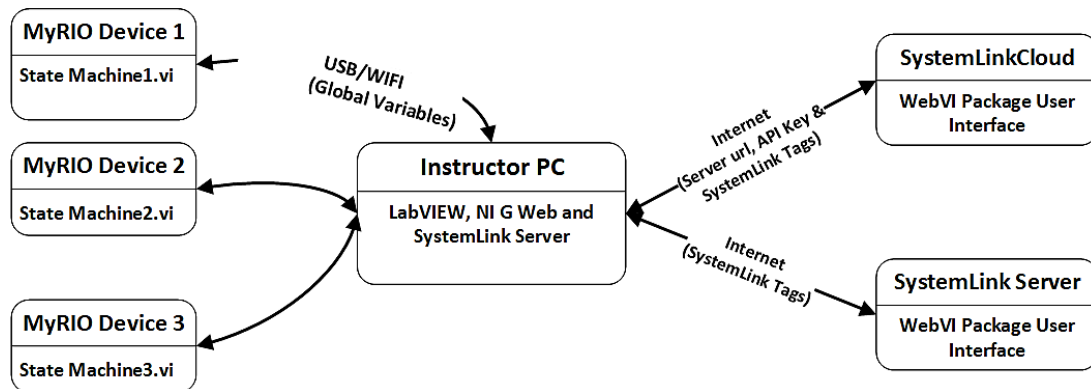 MyRIO Device 1
State Machine1.vi
USB/WIFI
(Global Variables)
MyRIO Device 2
State Machine2.vi
MyRIO Device 3
State Machine3.vi
Instructor PC
LabVIEW, NI G Web and
SystemLink Server
Internet
(Server url, API Key &
SystemLink Tags)
Internet
(SystemLink Tags)
SystemLinkCloud
WebVI Package User
Interface
SystemLink Server
WebVI Package User
Interface